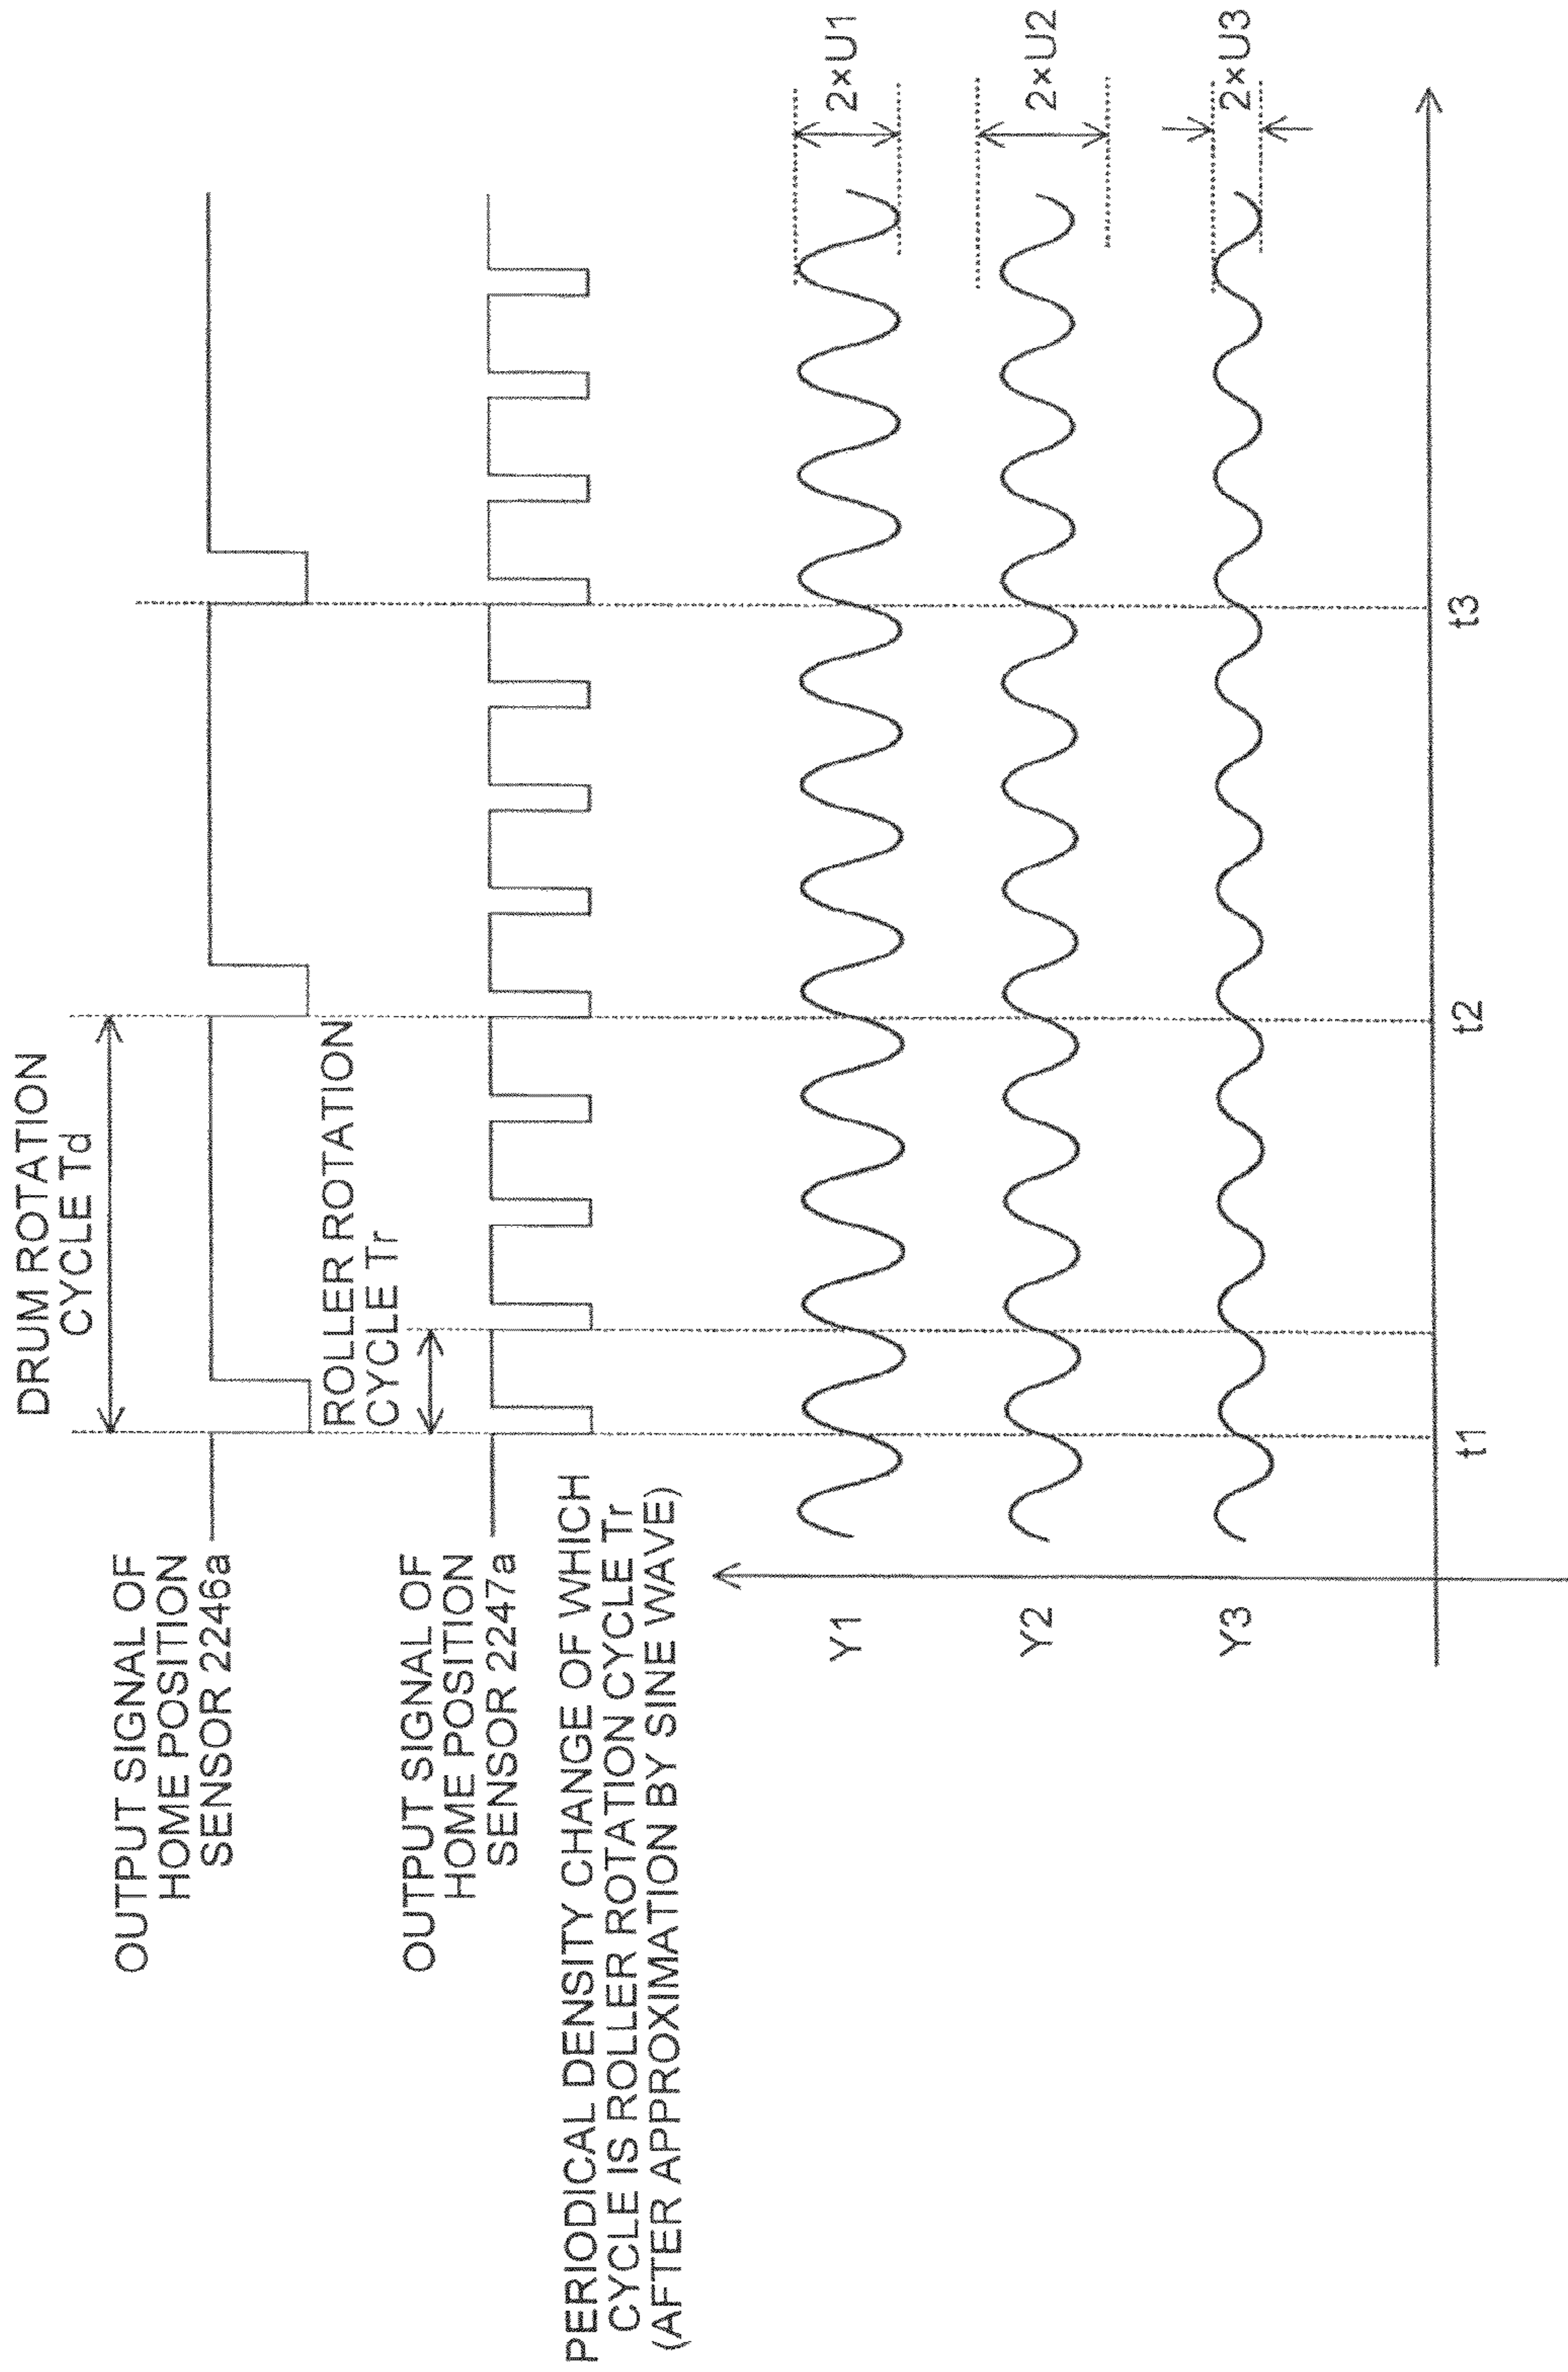 DRUM ROTATION
CYCLE Td
OUTPUT SIGNAL OF
HOME POSITION
SENSOR 2246a
ROLLER ROTATION
CYCLE Tr
OUTPUT SIGNAL OF
HOME POSITION
SENSOR 2247a
PERIODICAL DENSITY CHANGE OF WHICH
CYCLE IS ROLLER ROTATION CYCLE Tr
(AFTER APPROXIMATION BY SINE WAVE)
Y1
2×U1
Y2
2×U2
Y3
2×U3
t1
t2
t3